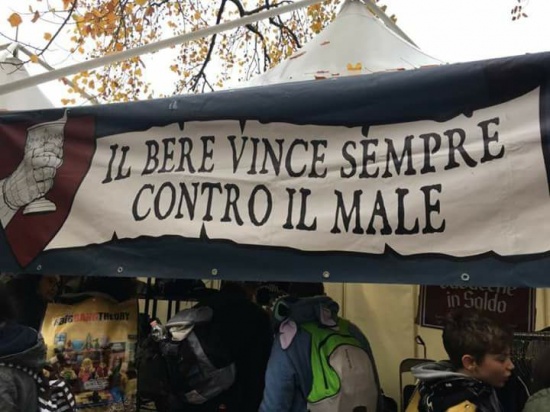 IL BERE VINCE SEMPRE
CONTRO IL MALE
in Soldo